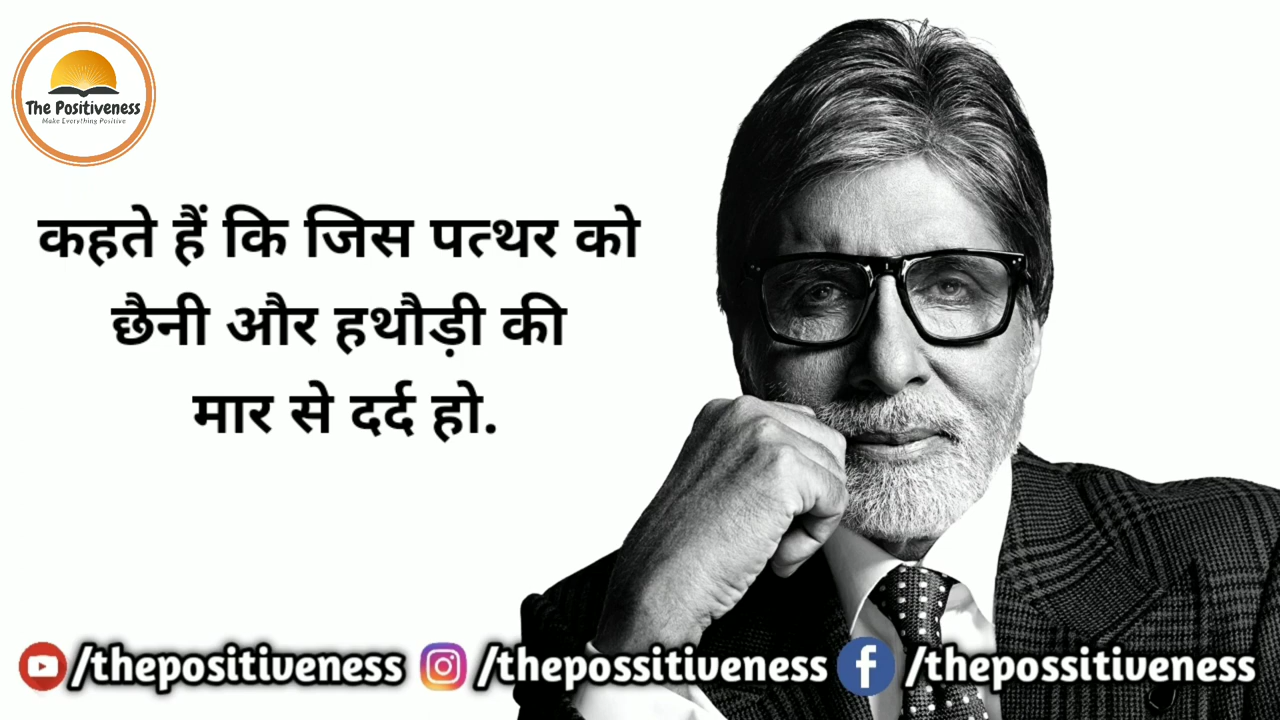 The Positiveness
Make Everything Positive
कहते हैं कि जिस पत्थर को
छैनी और हथौड़ी की
मार से दर्द हो.
/thepositiveness /thepossitiveness /thepossitiveness